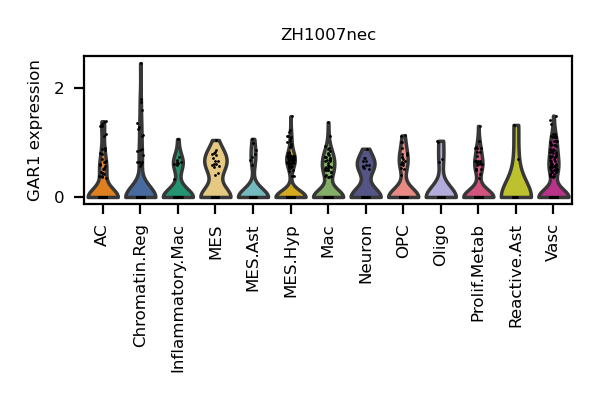 ZH1007nec
GAR1 expression
2
0
AC
Chromatin.Reg
Inflammatory.Mac
MES
MES.Ast
MES.Hyp
Mac
Neuron
OPC
Oligo
Prolif.Metab
Reactive.Ast
Vasc